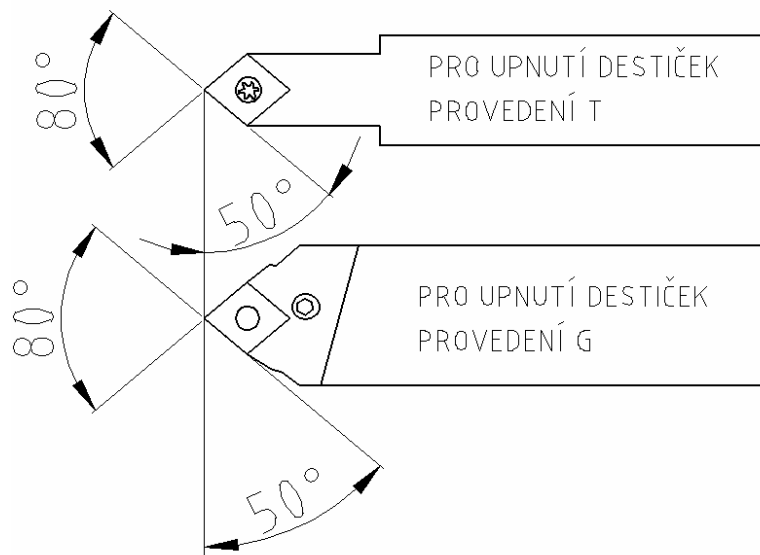 80°
PRO UPNUTÍ DESTIČEK
PROVEDENÍ T
50°
80°
PRO UPNUTÍ DESTIČEK
PROVEDENÍ G
50°